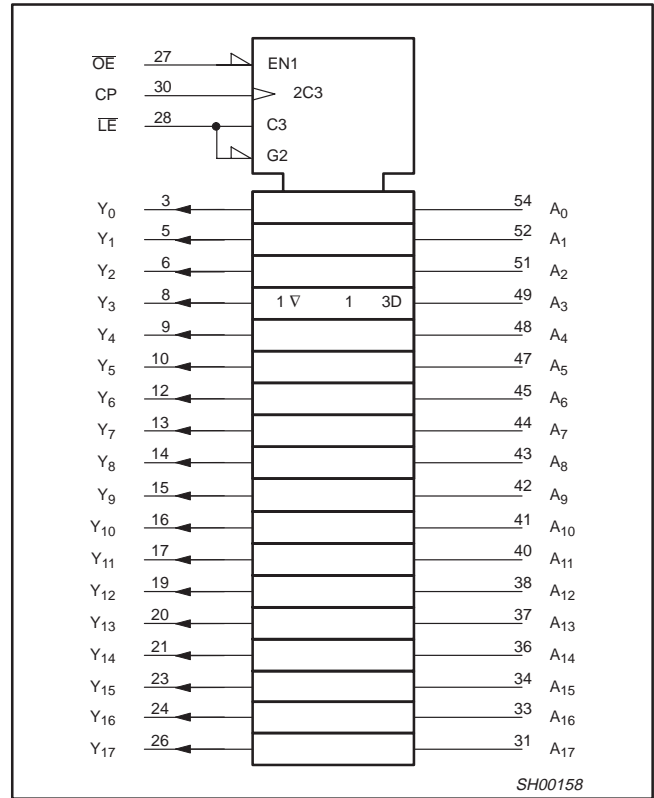 O̅E̅ 27 EN1
CP 30 2C3
L̅E̅ 28 C3
G2
Y₀ 3 54 A₀
Y₁ 5 52 A₁
Y₂ 6 51 A₂
Y₃ 8 1 ∇ 1 3D 49 A₃
Y₄ 9 48 A₄
Y₅ 10 47 A₅
Y₆ 12 45 A₆
Y₇ 13 44 A₇
Y₈ 14 43 A₈
Y₉ 15 42 A₉
Y₁₀ 16 41 A₁₀
Y₁₁ 17 40 A₁₁
Y₁₂ 19 38 A₁₂
Y₁₃ 20 37 A₁₃
Y₁₄ 21 36 A₁₄
Y₁₅ 23 34 A₁₅
Y₁₆ 24 33 A₁₆
Y₁₇ 26 31 A₁₇
SH00158